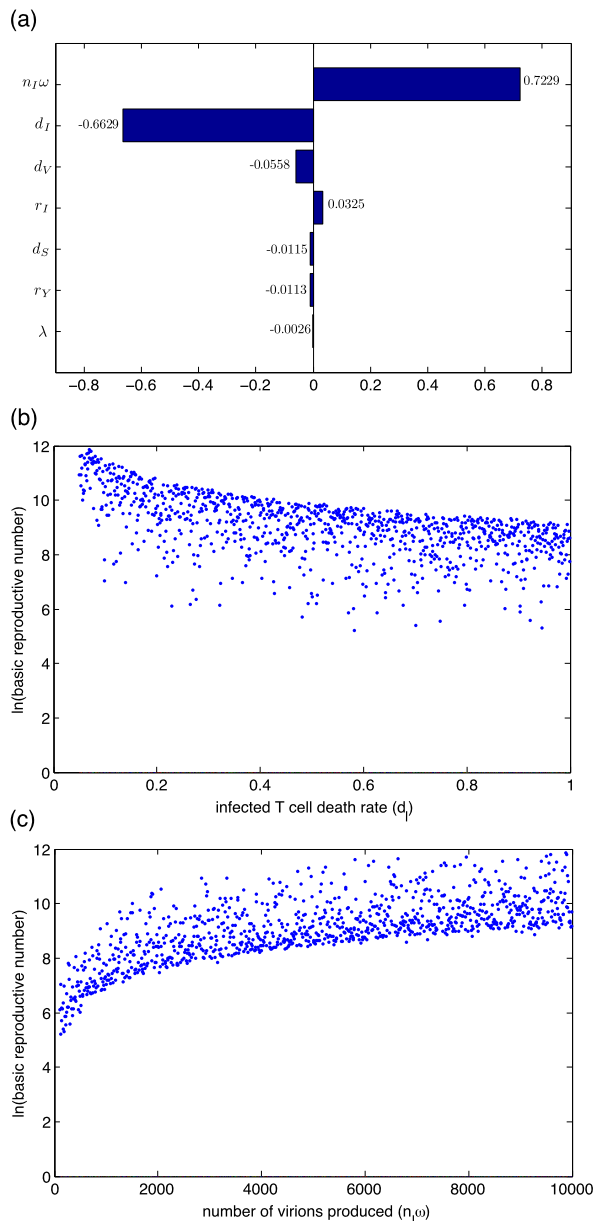 (a)
n_Iω 0.7229
d_I -0.6629
d_V -0.0558
r_I 0.0325
d_S -0.0115
r_Y -0.0113
λ -0.0026
−0.8 −0.6 −0.4 −0.2 0 0.2 0.4 0.6 0.8
(b)
ln(basic reproductive number)
12
10
8
6
4
2
0
0 0.2 0.4 0.6 0.8 1
infected T cell death rate (d_I)
(c)
ln(basic reproductive number)
12
10
8
6
4
2
0
0 2000 4000 6000 8000 10000
number of virions produced (n_Iω)